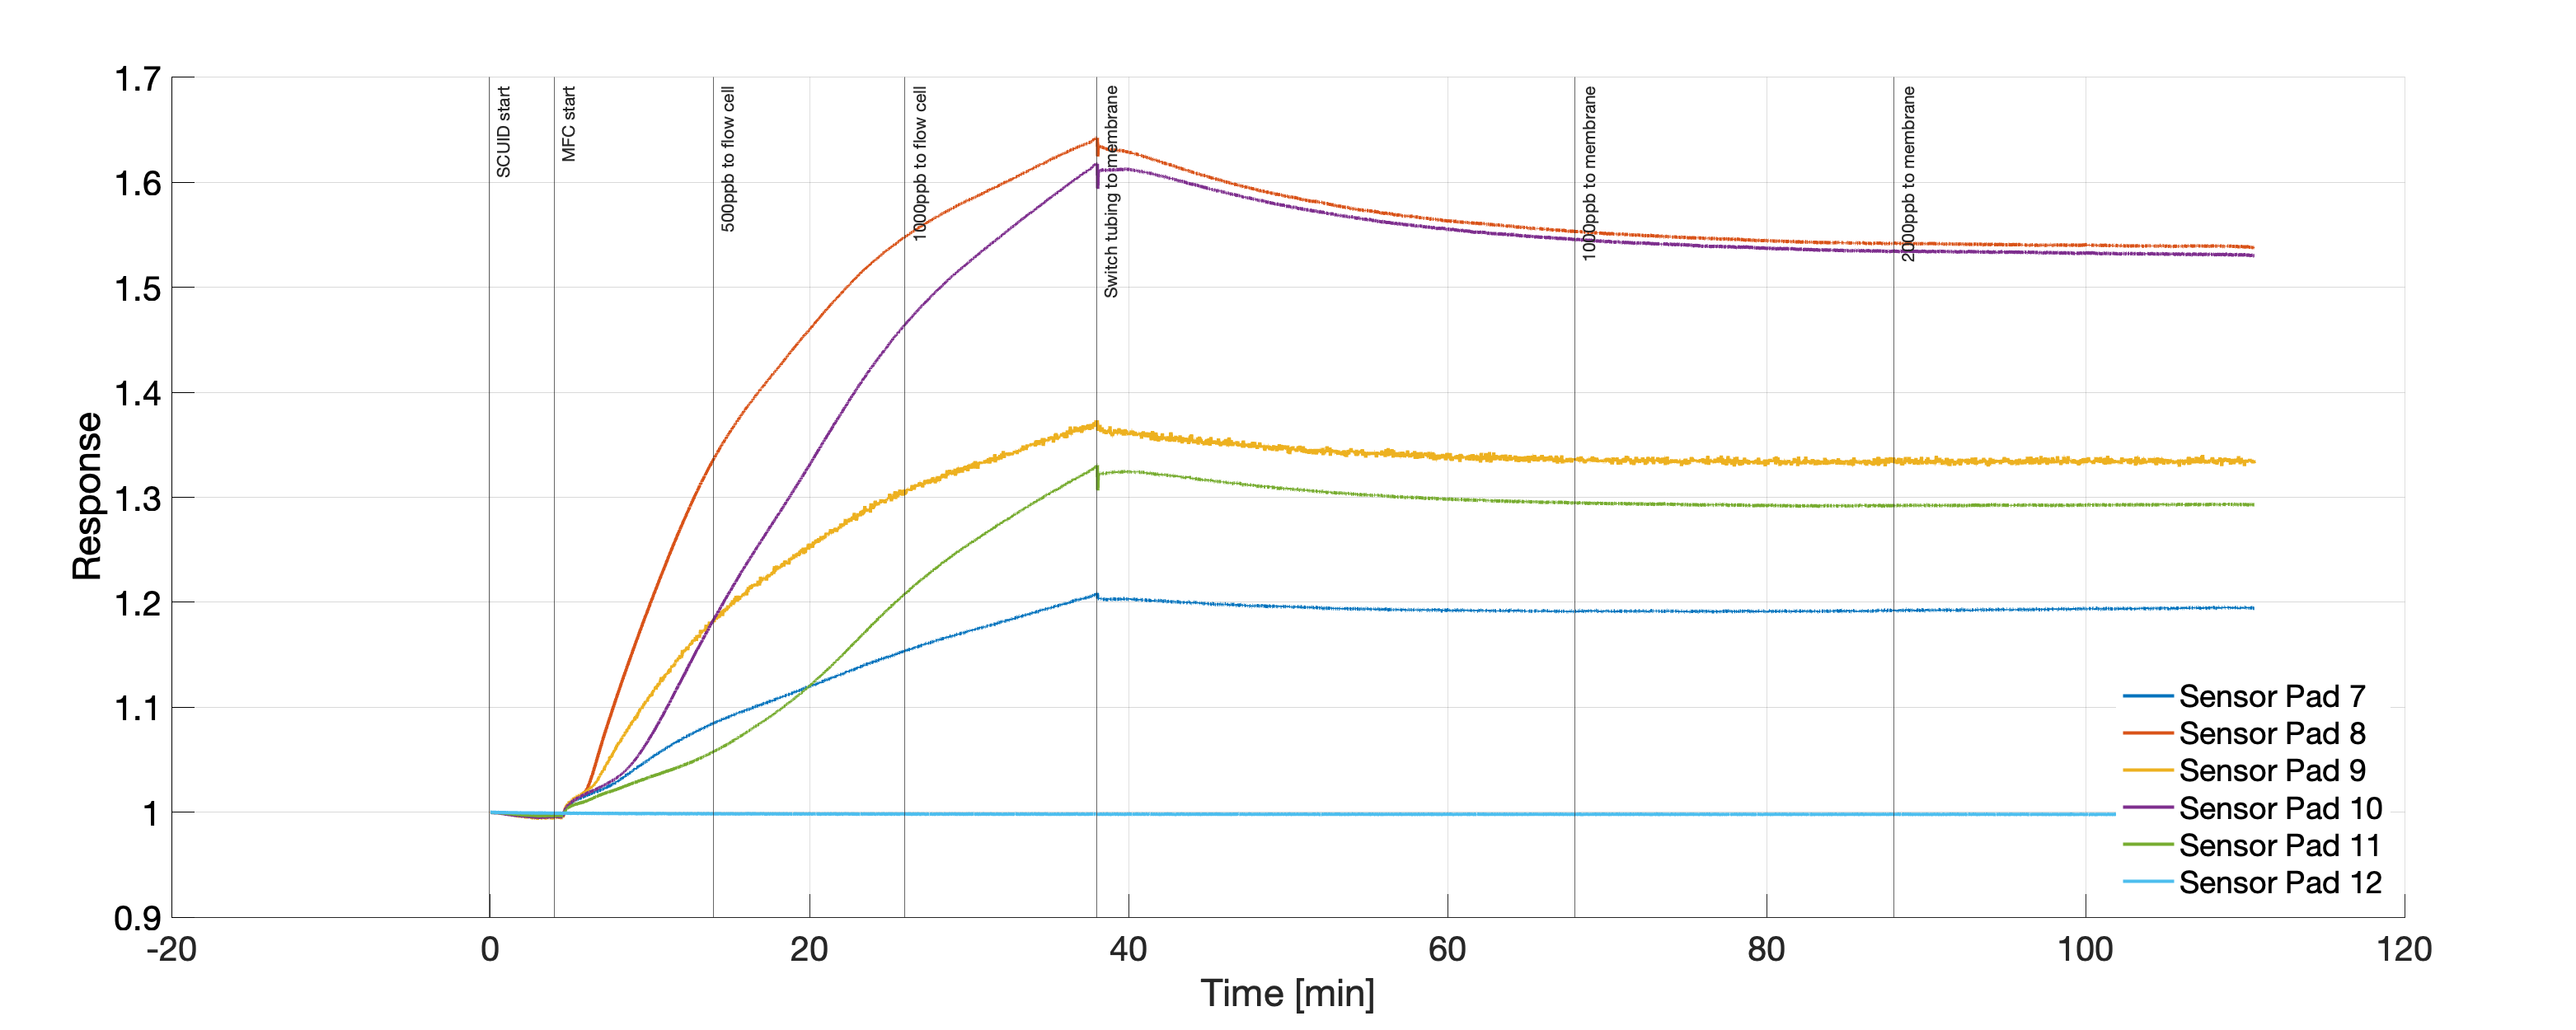 1.7
1.6
1.5
1.4
1.3
1.2
1.1
1
0.9
Response
SCUID start
MFC start
500ppb to flow cell
1000ppb to flow cell
Switch tubing to membrane
1000ppb to membrane
2000ppb to membrane
Sensor Pad 7
Sensor Pad 8
Sensor Pad 9
Sensor Pad 10
Sensor Pad 11
Sensor Pad 12
-20 0 20 40 60 80 100 120
Time [min]